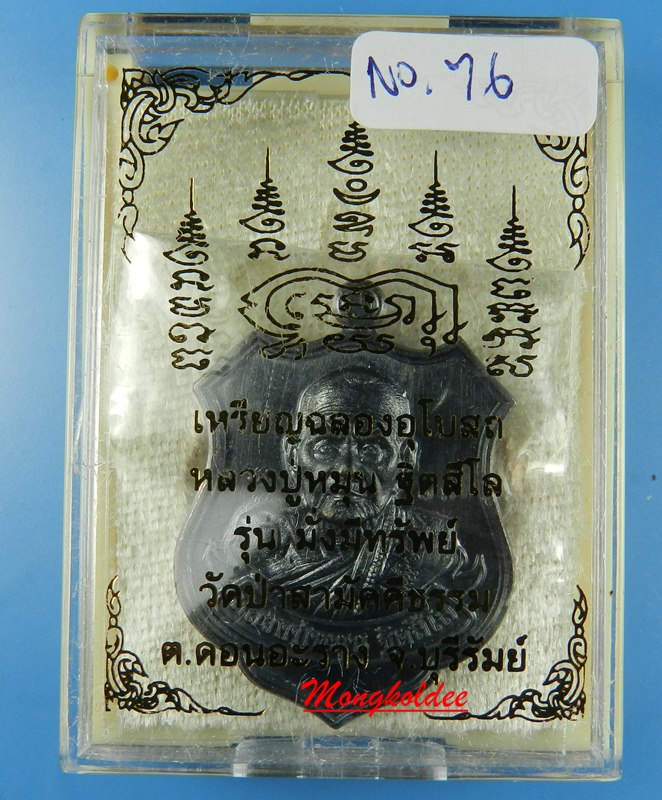 No. 76
เหรียญฉลองอุโบสถ
หลวงปู่หมุน ฐิตสีโล
รุ่น มั่งมีทรัพย์
วัดป่าสามัคคีธรรม
ต.ดอนอะราง จ.บุรีรัมย์
Mongkoldee